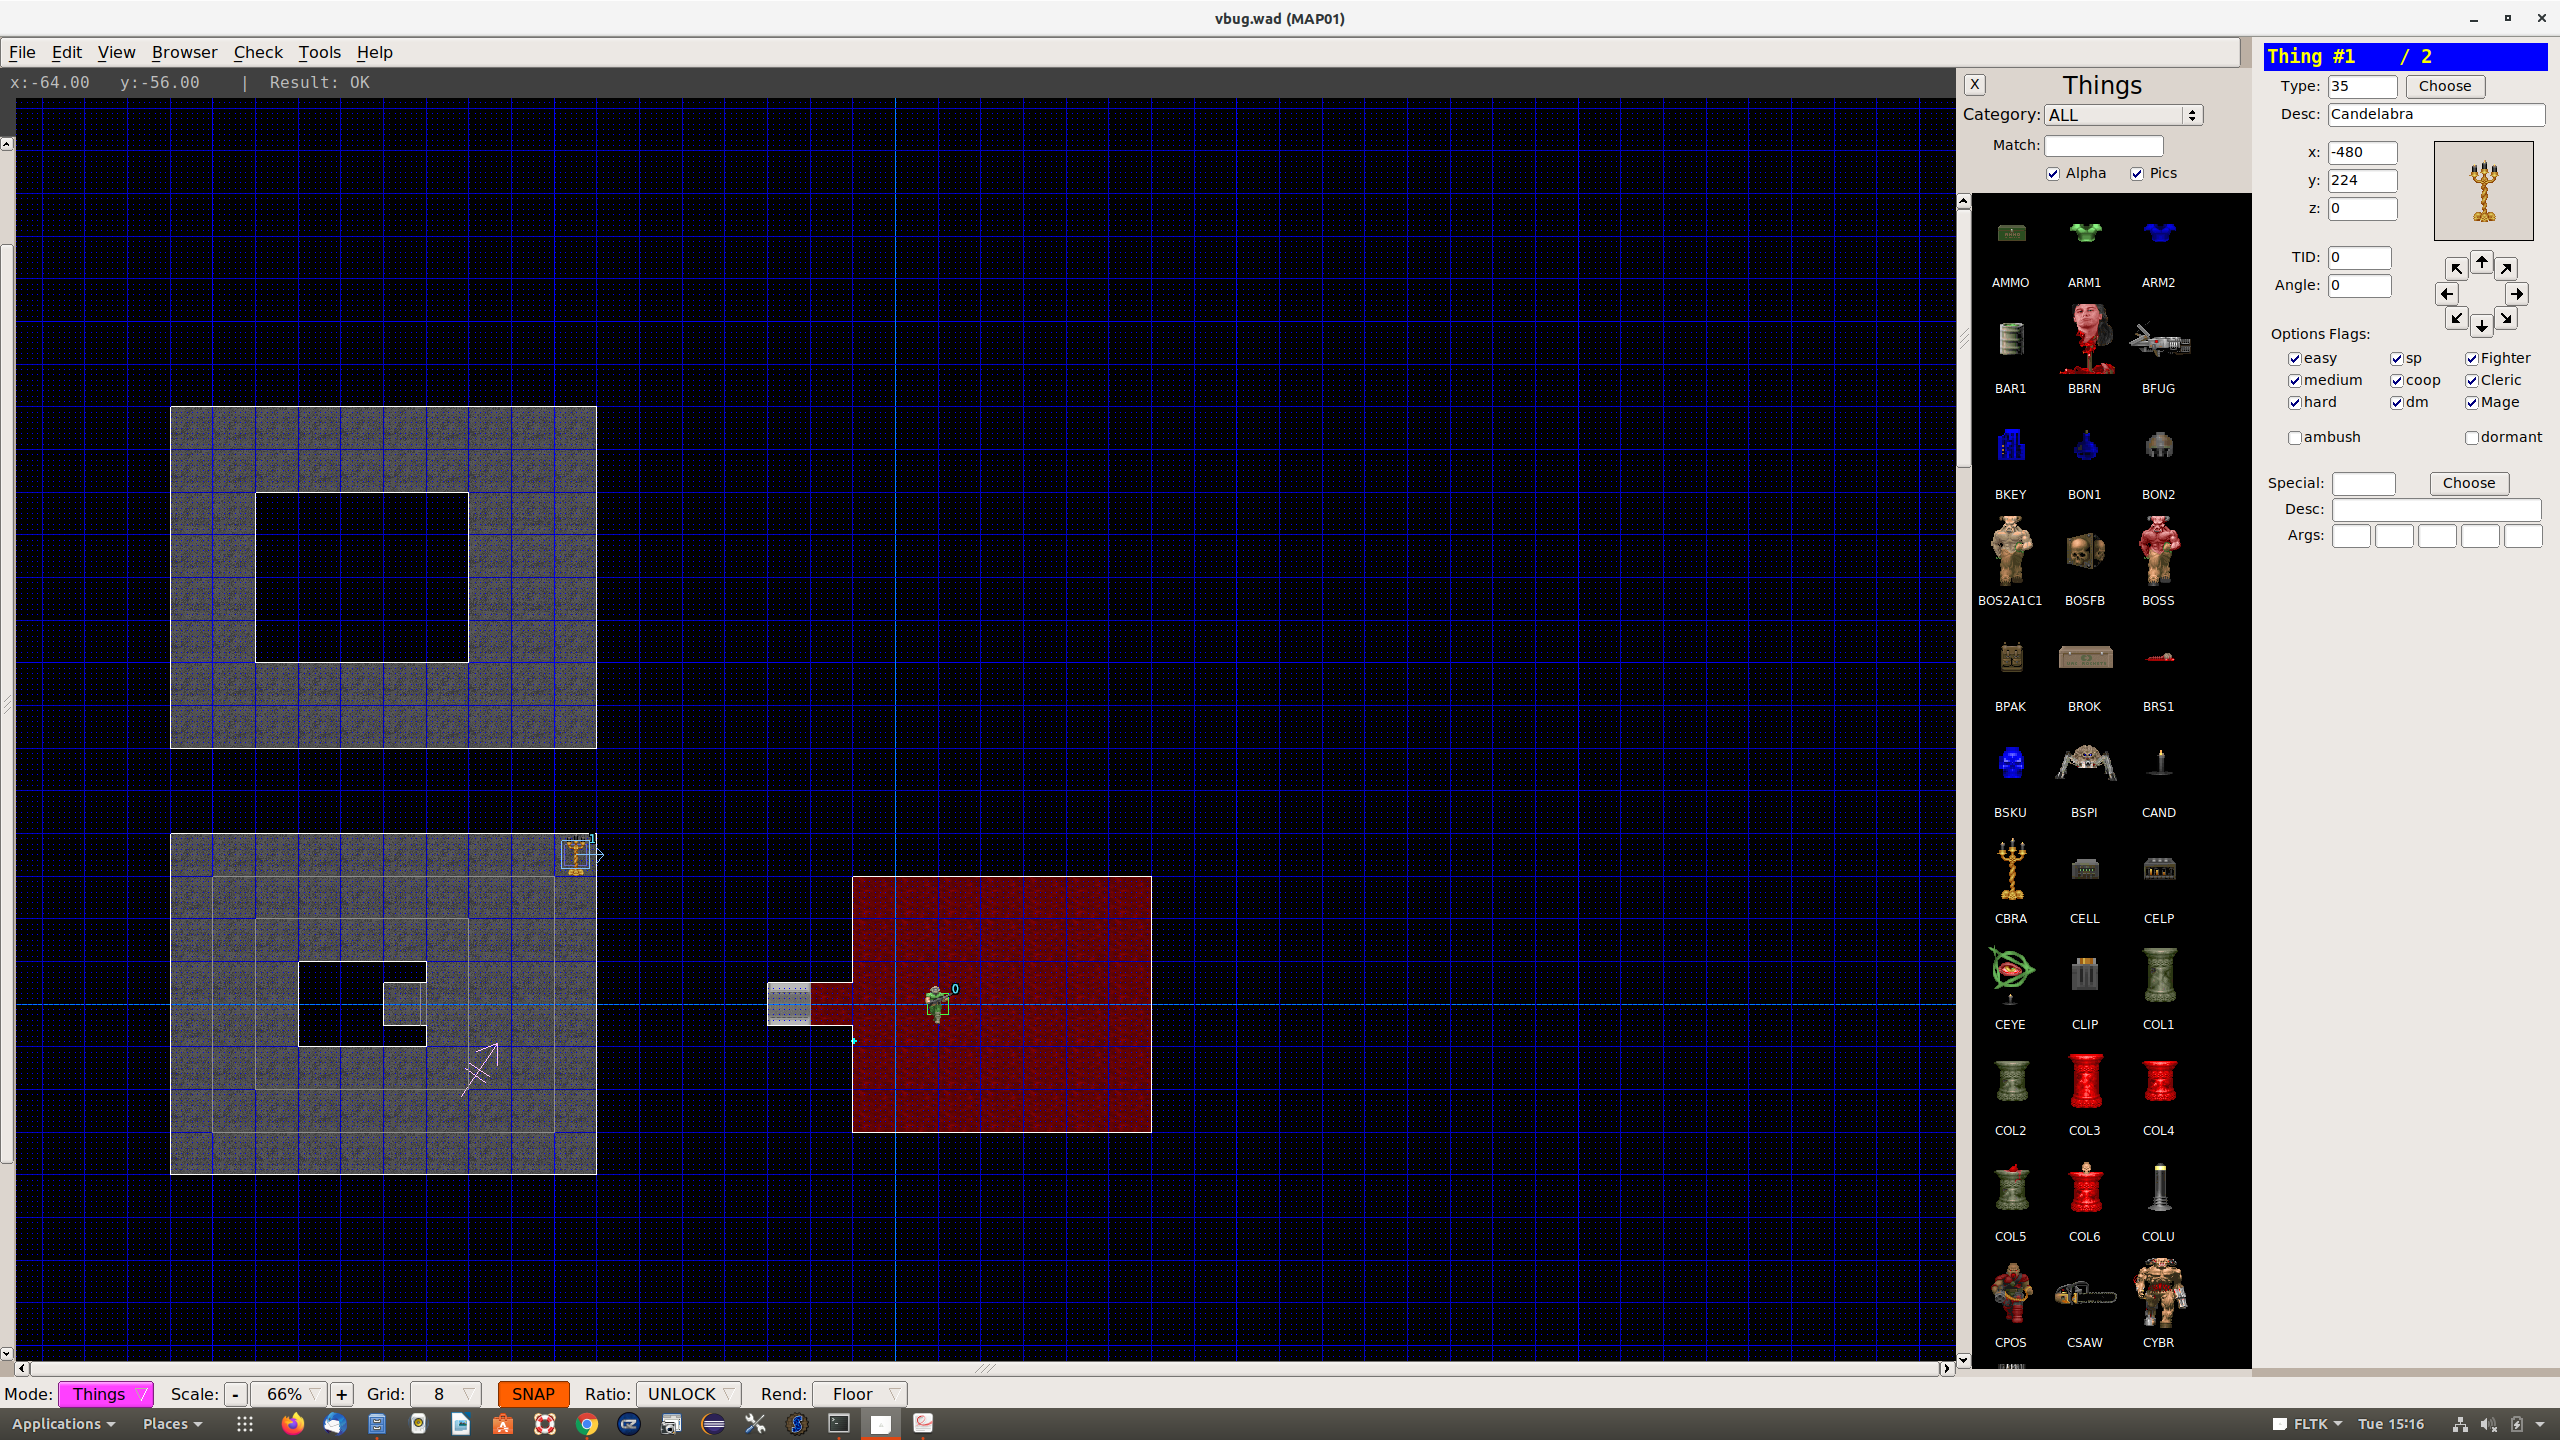 vbug.wad (MAP01)
File Edit View Browser Check Tools Help
x:-64.00 y:-56.00 | Result: OK
X Things
Category: ALL
Match:
Alpha Pics
AMMO ARM1 ARM2
BAR1 BBRN BFUG
BKEY BON1 BON2
BOS2A1C1 BOSFB BOSS
BPAK BROK BRS1
BSKU BSPI CAND
CBRA CELL CELP
CEYE CLIP COL1
COL2 COL3 COL4
COL5 COL6 COLU
CPOS CSAW CYBR
Thing #1 / 2
Type: 35 Choose
Desc: Candelabra
x: -480
y: 224
z: 0
TID: 0
Angle: 0
Options Flags:
easy sp Fighter
medium coop Cleric
hard dm Mage
ambush dormant
Special: Choose
Desc:
Args:
1
0
Mode: Things Scale: - 66% + Grid: 8 SNAP Ratio: UNLOCK Rend: Floor
Applications Places FLTK Tue 15:16